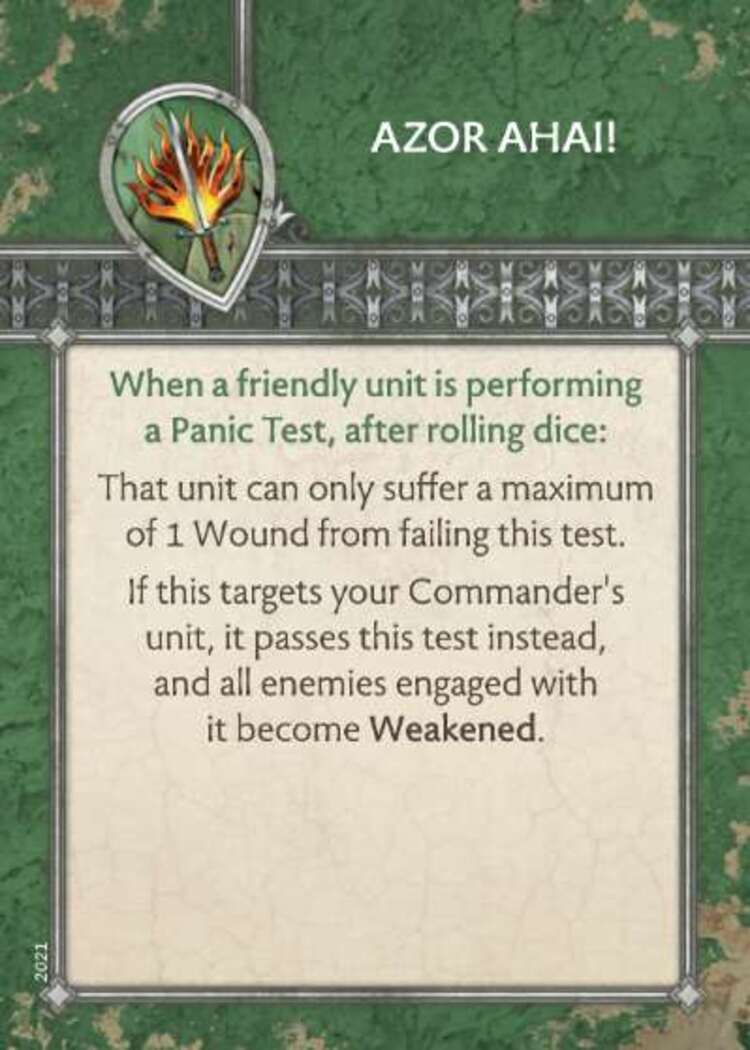 AZOR AHAI!
When a friendly unit is performing
a Panic Test, after rolling dice:
That unit can only suffer a maximum
of 1 Wound from failing this test.
If this targets your Commander's
unit, it passes this test instead,
and all enemies engaged with
it become Weakened.
2021